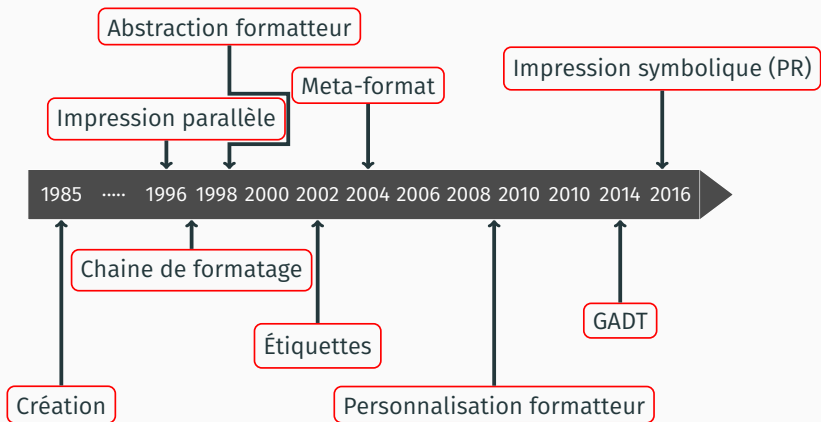 Abstraction formatteur
Impression symbolique (PR)
Meta-format
Impression parallèle
1985 ..... 1996 1998 2000 2002 2004 2006 2008 2010 2010 2014 2016
Chaine de formatage
GADT
Étiquettes
Création
Personnalisation formatteur